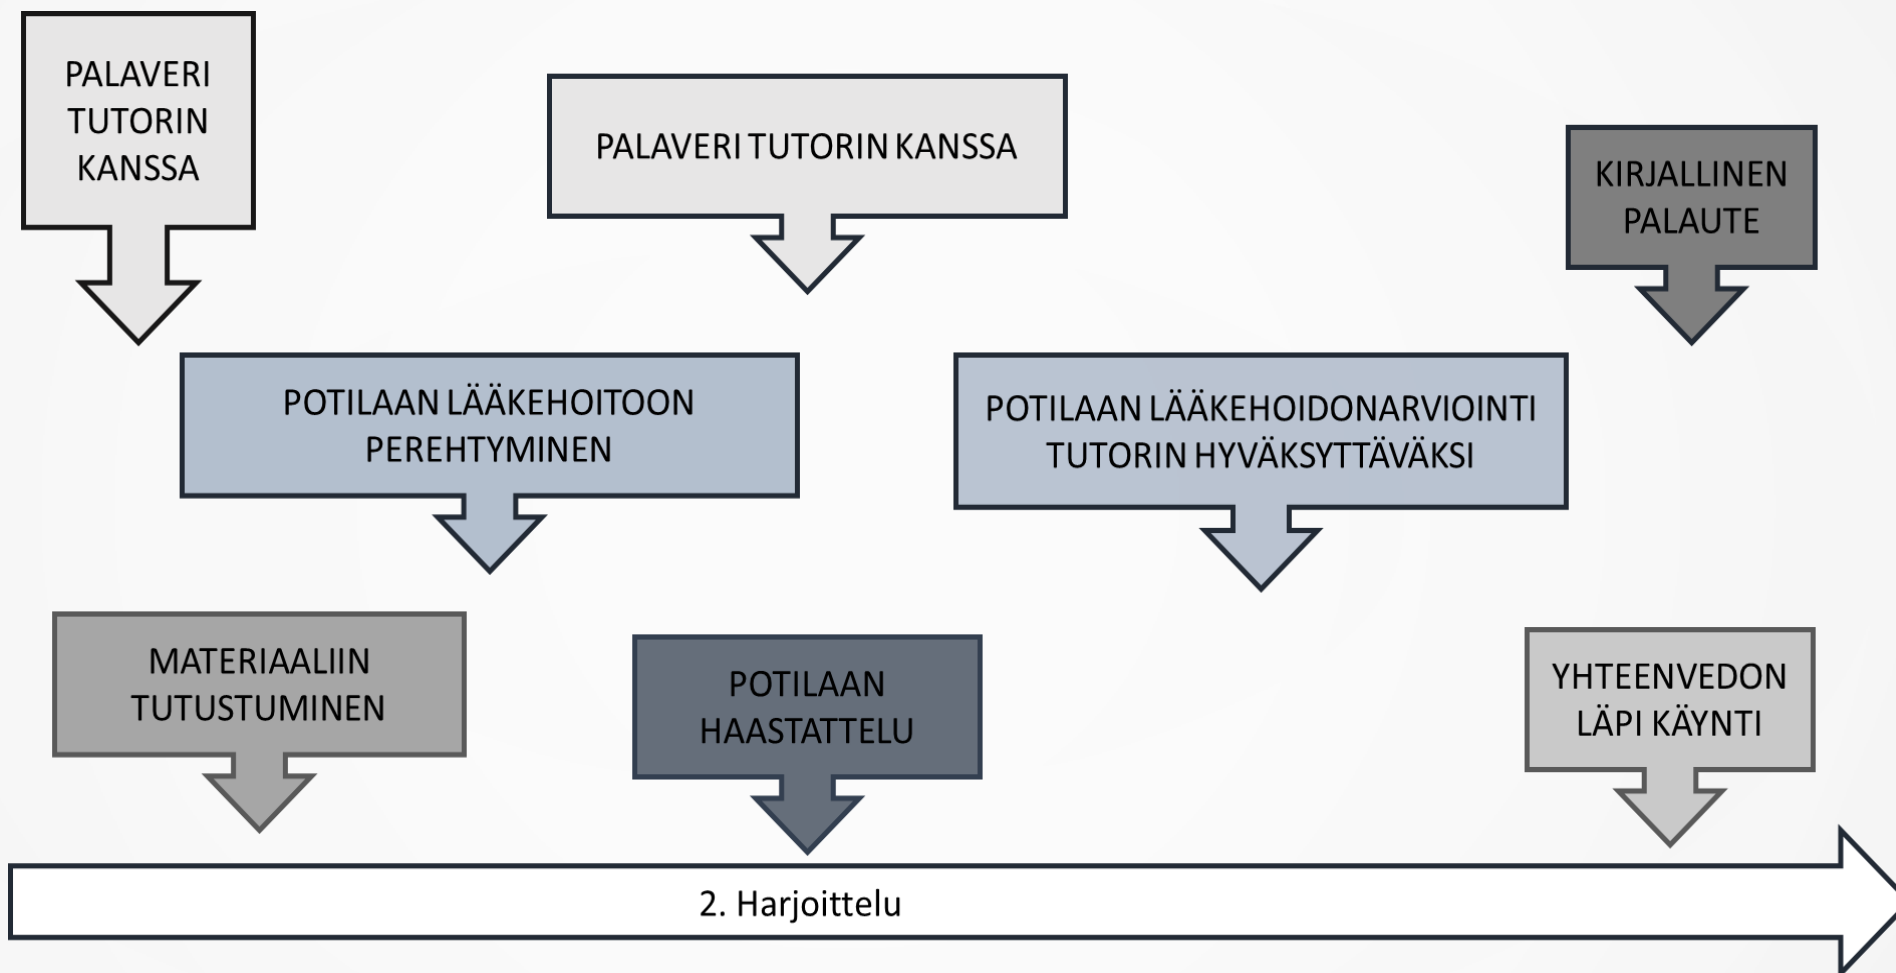 PALAVERI
TUTORIN
KANSSA
PALAVERI TUTORIN KANSSA
KIRJALLINEN
PALAUTE
POTILAAN LÄÄKEHOITOON
PEREHTYMINEN
POTILAAN LÄÄKEHOIDONARVIOINTI
TUTORIN HYVÄKSYTTÄVÄKSI
MATERIAALIIN
TUTUSTUMINEN
POTILAAN
HAASTATTELU
YHTEENVEDON
LÄPI KÄYNTI
2. Harjoittelu